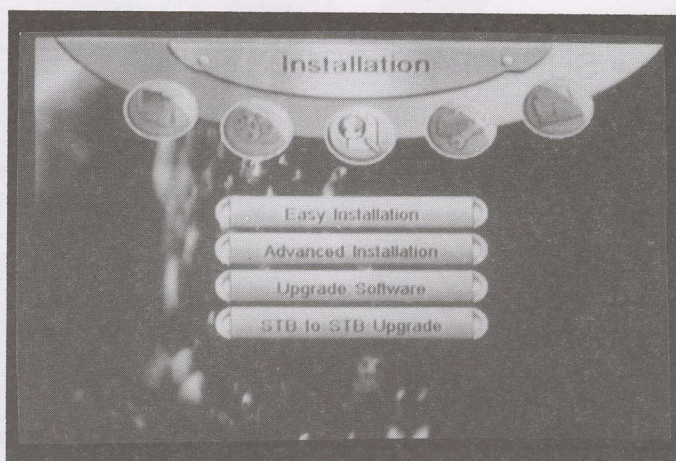 Installation
Easy Installation
Advanced Installation
Upgrade Software
STB to STB Upgrade